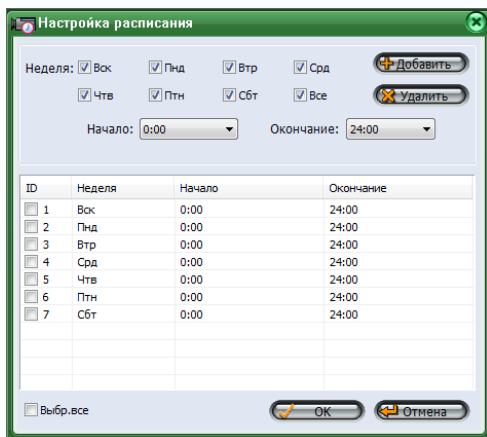 Настройка расписания
Неделя: Вск Пнд Втр Срд Добавить
Чтв Птн Сбт Все Удалить
Начало: 0:00 Окончание: 24:00
ID Неделя Начало Окончание
1 Вск 0:00 24:00
2 Пнд 0:00 24:00
3 Втр 0:00 24:00
4 Срд 0:00 24:00
5 Чтв 0:00 24:00
6 Птн 0:00 24:00
7 Сбт 0:00 24:00
Выбр.все OK Отмена